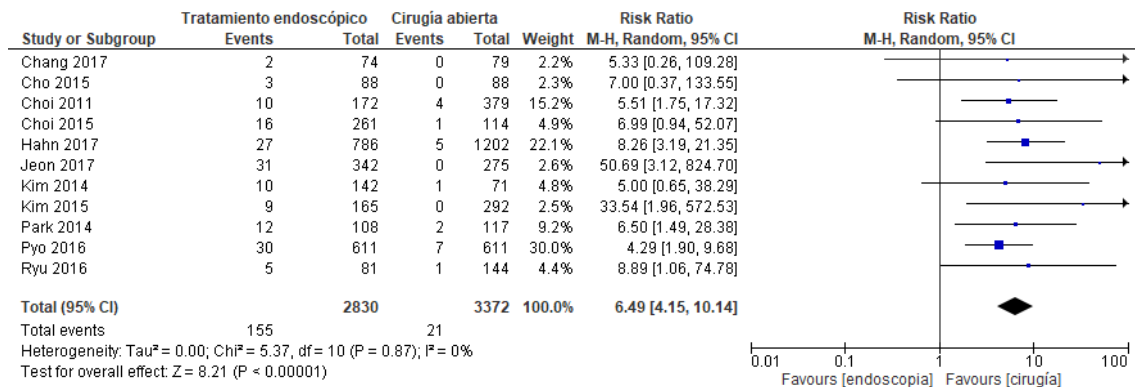 Tratamiento endoscópico Cirugía abierta Risk Ratio Risk Ratio
Study or Subgroup Events Total Events Total Weight M-H, Random, 95% CI M-H, Random, 95% CI
Chang 2017 2 74 0 79 2.2% 5.33 [0.26, 109.28]
Cho 2015 3 88 0 88 2.3% 7.00 [0.37, 133.55]
Choi 2011 10 172 4 379 15.2% 5.51 [1.75, 17.32]
Choi 2015 16 261 1 114 4.9% 6.99 [0.94, 52.07]
Hahn 2017 27 786 5 1202 22.1% 8.26 [3.19, 21.35]
Jeon 2017 31 342 0 275 2.6% 50.69 [3.12, 824.70]
Kim 2014 10 142 1 71 4.8% 5.00 [0.65, 38.29]
Kim 2015 9 165 0 292 2.5% 33.54 [1.96, 572.53]
Park 2014 12 108 2 117 9.2% 6.50 [1.49, 28.38]
Pyo 2016 30 611 7 611 30.0% 4.29 [1.90, 9.68]
Ryu 2016 5 81 1 144 4.4% 8.89 [1.06, 74.78]
Total (95% CI) 2830 3372 100.0% 6.49 [4.15, 10.14]
Total events 155 21
Heterogeneity: Tau² = 0.00; Chi² = 5.37, df = 10 (P = 0.87); I² = 0%
Test for overall effect: Z = 8.21 (P < 0.00001)
0.01 0.1 1 10 100
Favours [endoscopia] Favours [cirugía]